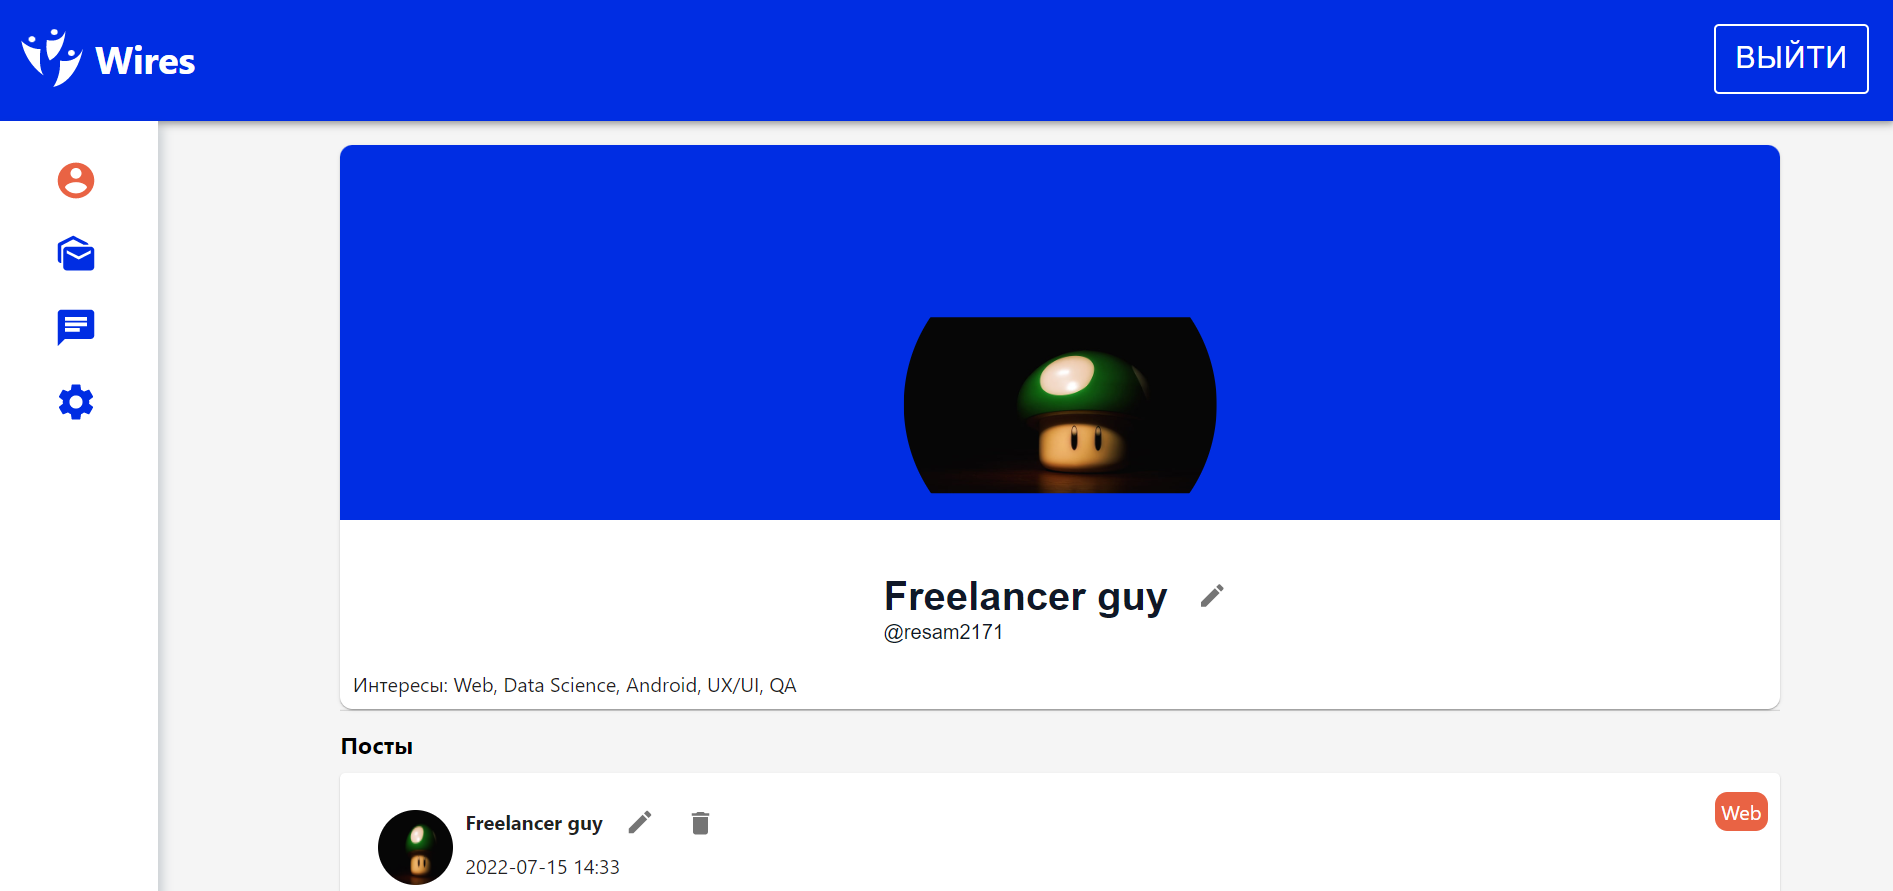 Wires
ВЫЙТИ
Freelancer guy
@resam2171
Интересы: Web, Data Science, Android, UX/UI, QA
Посты
Freelancer guy
Web
2022-07-15 14:33